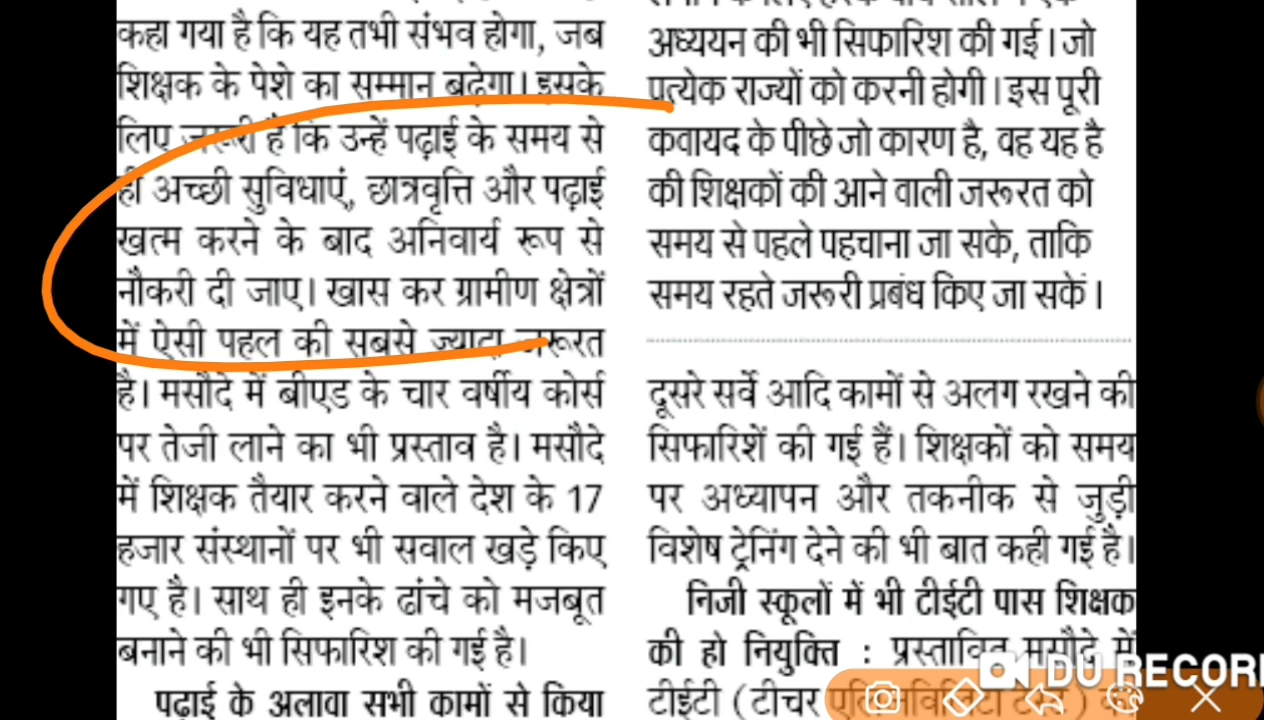 कहा गया है कि यह तभी संभव होगा, जब
शिक्षक के पेशे का सम्मान बढ़ेगा। इसके
लिए जरूरी है कि उन्हें पढ़ाई के समय से
ही अच्छी सुविधाएं, छात्रवृत्ति और पढ़ाई
खत्म करने के बाद अनिवार्य रूप से
नौकरी दी जाए। खास कर ग्रामीण क्षेत्रों
में ऐसी पहल की सबसे ज्यादा जरूरत
है। मसौदे में बीएड के चार वर्षीय कोर्स
पर तेजी लाने का भी प्रस्ताव है। मसौदे
में शिक्षक तैयार करने वाले देश के 17
हजार संस्थानों पर भी सवाल खड़े किए
गए है। साथ ही इनके ढांचे को मजबूत
बनाने की भी सिफारिश की गई है।
पढ़ाई के अलावा सभी कामों से किया
अध्ययन की भी सिफारिश की गई। जो
प्रत्येक राज्यों को करनी होगी। इस पूरी
कवायद के पीछे जो कारण है, वह यह है
की शिक्षकों की आने वाली जरूरत को
समय से पहले पहचाना जा सके, ताकि
समय रहते जरूरी प्रबंध किए जा सकें।
दूसरे सर्वे आदि कामों से अलग रखने की
सिफारिशें की गई हैं। शिक्षकों को समय
पर अध्यापन और तकनीक से जुड़ी
विशेष ट्रेनिंग देने की भी बात कही गई है।
निजी स्कूलों में भी टीईटी पास शिक्षक
की हो नियुक्ति : प्रस्तावित मसौदे में
टीईटी (टीचर
DU RECOR